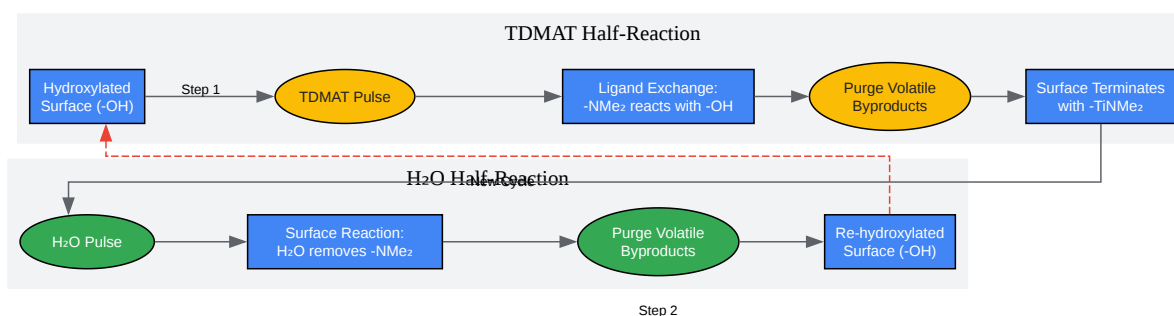 TDMAT Half-Reaction
Hydroxylated
Surface (-OH)
Step 1
TDMAT Pulse
Ligand Exchange:
-NMe₂ reacts with -OH
Purge Volatile
Byproducts
Surface Terminates
with -TiNMe₂
H₂O Half-Reaction
New Cycle
H₂O Pulse
Surface Reaction:
H₂O removes -NMe₂
Purge Volatile
Byproducts
Re-hydroxylated
Surface (-OH)
Step 2